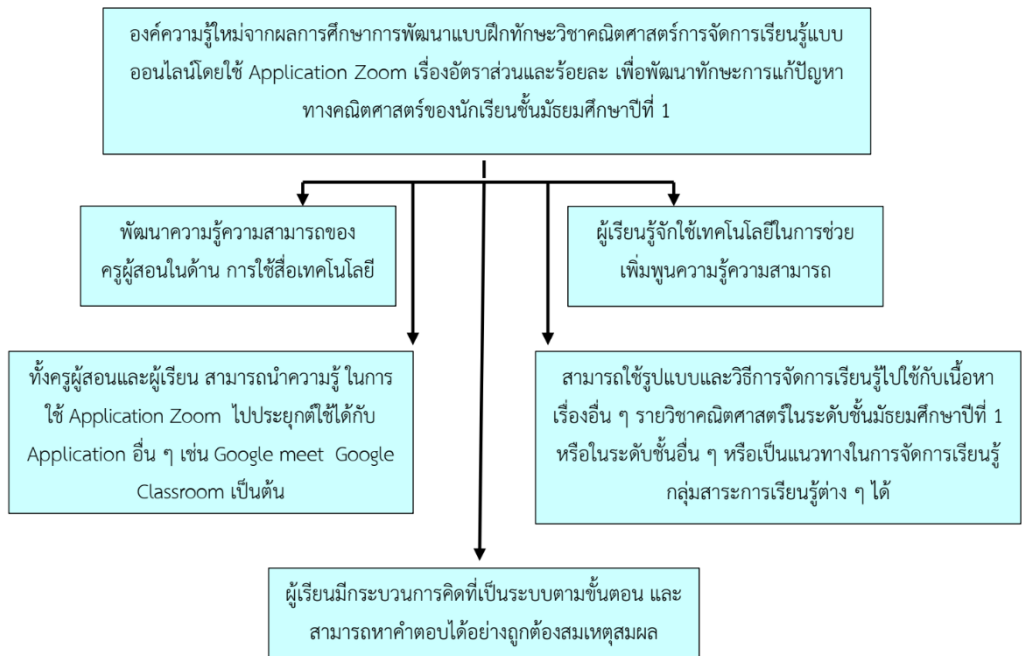 องค์ความรู้ใหม่จากผลการศึกษาการพัฒนาแบบฝึกทักษะวิชาคณิตศาสตร์การจัดการเรียนรู้แบบ
ออนไลน์โดยใช้ Application Zoom เรื่องอัตราส่วนและร้อยละ เพื่อพัฒนาทักษะการแก้ปัญหา
ทางคณิตศาสตร์ของนักเรียนชั้นมัธยมศึกษาปีที่ 1
พัฒนาความรู้ความสามารถของ
ครูผู้สอนในด้าน การใช้สื่อเทคโนโลยี
ผู้เรียนรู้จักใช้เทคโนโลยีในการช่วย
เพิ่มพูนความรู้ความสามารถ
ทั้งครูผู้สอนและผู้เรียน สามารถนำความรู้ ในการ
ใช้ Application Zoom ไปประยุกต์ใช้ได้กับ
Application อื่น ๆ เช่น Google meet Google
Classroom เป็นต้น
สามารถใช้รูปแบบและวิธีการจัดการเรียนรู้ไปใช้กับเนื้อหา
เรื่องอื่น ๆ รายวิชาคณิตศาสตร์ในระดับชั้นมัธยมศึกษาปีที่ 1
หรือในระดับชั้นอื่น ๆ หรือเป็นแนวทางในการจัดการเรียนรู้
กลุ่มสาระการเรียนรู้ต่าง ๆ ได้
ผู้เรียนมีกระบวนการคิดที่เป็นระบบตามขั้นตอน และ
สามารถหาคำตอบได้อย่างถูกต้องสมเหตุสมผล